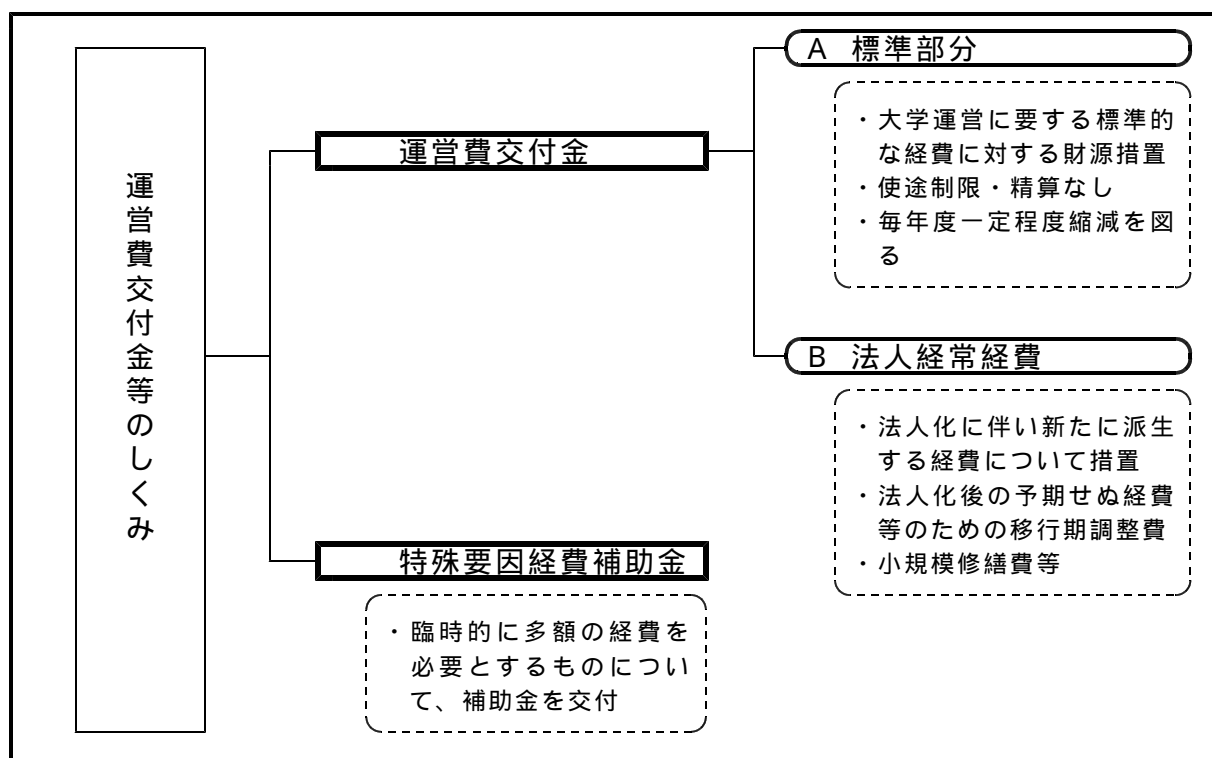 運営費交付金等のしくみ
運営費交付金
A 標準部分
・大学運営に要する標準的
な経費に対する財源措置
・使途制限・精算なし
・毎年度一定程度縮減を図
る
B 法人経常経費
・法人化に伴い新たに派生
する経費について措置
・法人化後の予期せぬ経費
等のための移行期調整費
・小規模修繕費等
特殊要因経費補助金
・臨時的に多額の経費を
必要とするものについ
て、補助金を交付